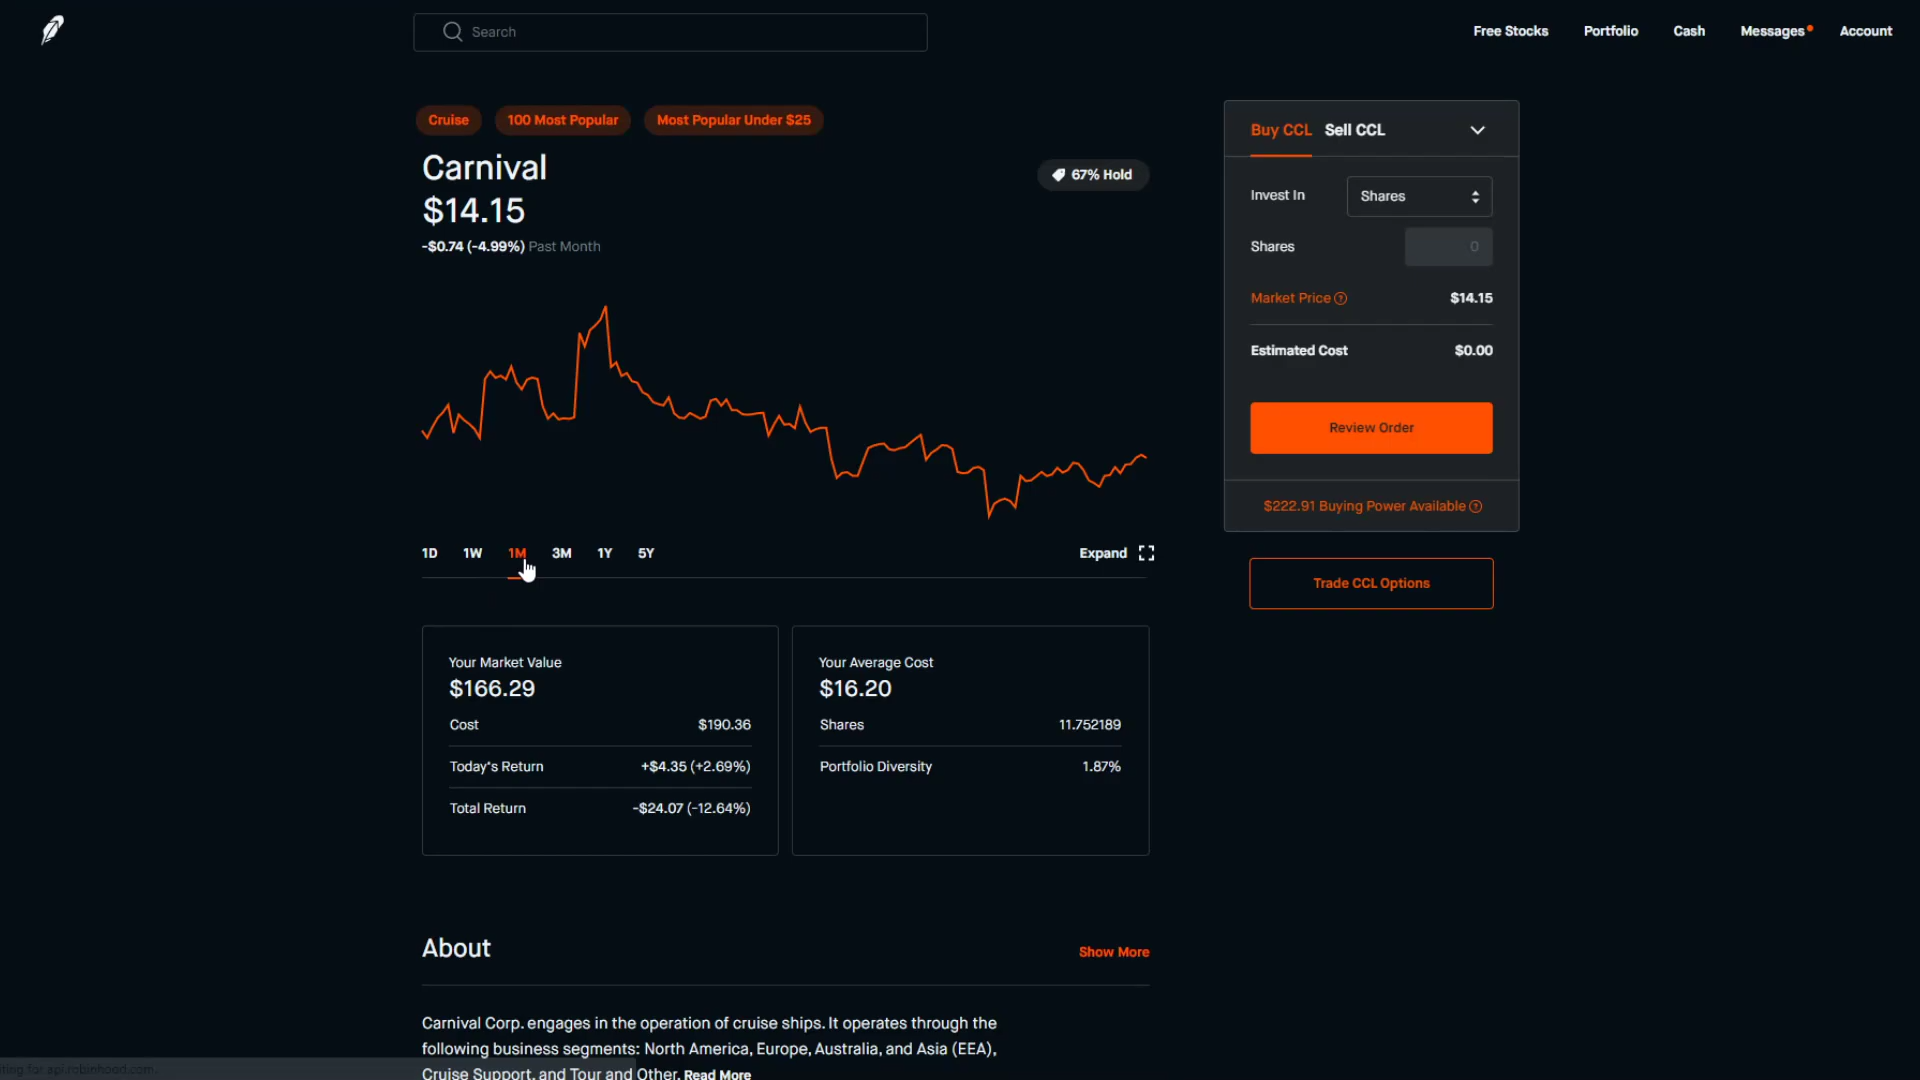 Search
Free Stocks
Portfolio
Cash
Messages
Account
Cruise
100 Most Popular
Most Popular Under $25
Carnival
$14.15
-$0.74 (-4.99%) Past Month
67% Hold
1D
1W
1M
3M
1Y
5Y
Expand
Buy CCL
Sell CCL
Invest In
Shares
Shares
0
Market Price
$14.15
Estimated Cost
$0.00
Review Order
$222.91 Buying Power Available
Trade CCL Options
Your Market Value
$166.29
Cost
$190.36
Today's Return
+$4.35 (+2.69%)
Total Return
-$24.07 (-12.64%)
Your Average Cost
$16.20
Shares
11.752189
Portfolio Diversity
1.87%
About
Show More
Carnival Corp. engages in the operation of cruise ships. It operates through the
following business segments: North America, Europe, Australia, and Asia (EEA),
Cruise Support, and Tour and Other. Read More
iting for api.robinhood.com...